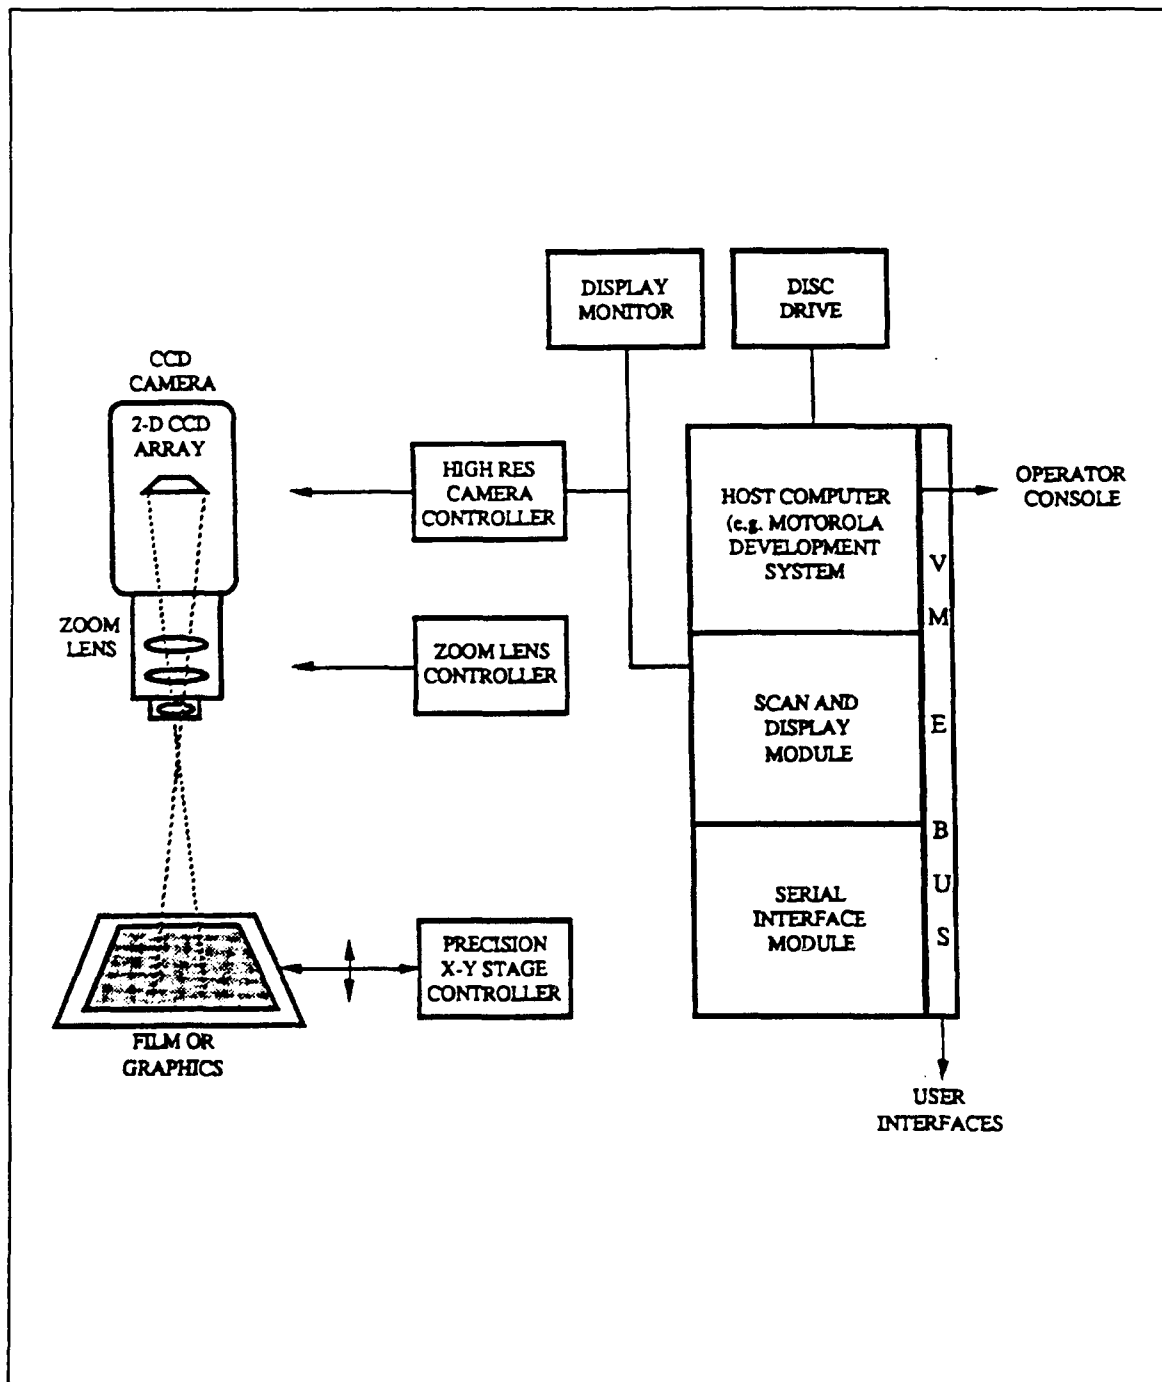 DISPLAY
MONITOR
DISC
DRIVE
CCD
CAMERA
2-D CCD
ARRAY
HIGH RES
CAMERA
CONTROLLER
HOST COMPUTER
(e.g. MOTOROLA
DEVELOPMENT
SYSTEM
OPERATOR
CONSOLE
ZOOM
LENS
ZOOM LENS
CONTROLLER
SCAN AND
DISPLAY
MODULE
V
M
E
B
U
S
SERIAL
INTERFACE
MODULE
PRECISION
X-Y STAGE
CONTROLLER
FILM OR
GRAPHICS
USER
INTERFACES